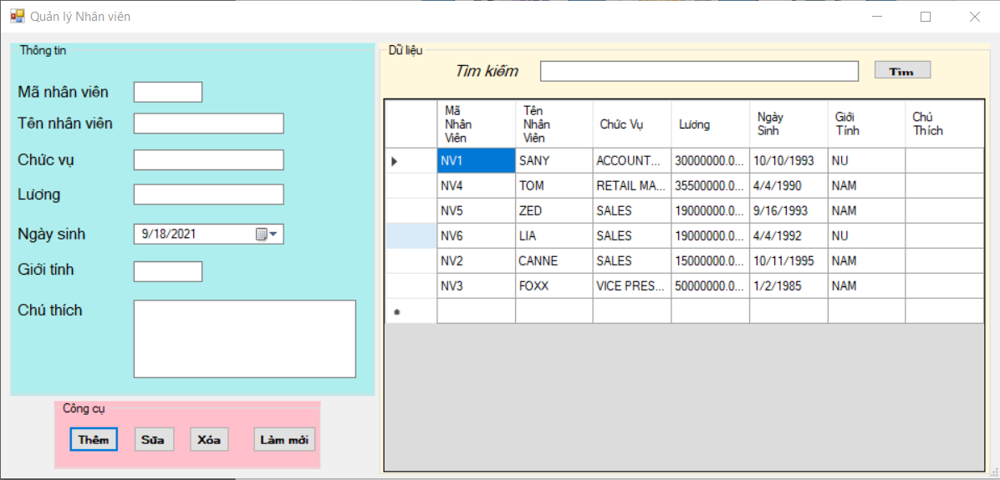 Quản lý Nhân viên
Thông tin
Mã nhân viên
Tên nhân viên
Chức vụ
Lương
Ngày sinh 9/18/2021
Giới tính
Chú thích
Công cụ
Thêm Sửa Xóa Làm mới
Dữ liệu
Tìm kiếm Tìm
Mã Nhân Viên Tên Nhân Viên Chức Vụ Lương Ngày Sinh Giới Tính Chú Thích
NV1 SANY ACCOUNT... 30000000.0... 10/10/1993 NU
NV4 TOM RETAIL MA... 35500000.0... 4/4/1990 NAM
NV5 ZED SALES 19000000.0... 9/16/1993 NAM
NV6 LIA SALES 19000000.0... 4/4/1992 NU
NV2 CANNE SALES 15000000.0... 10/11/1995 NAM
NV3 FOXX VICE PRES... 50000000.0... 1/2/1985 NAM